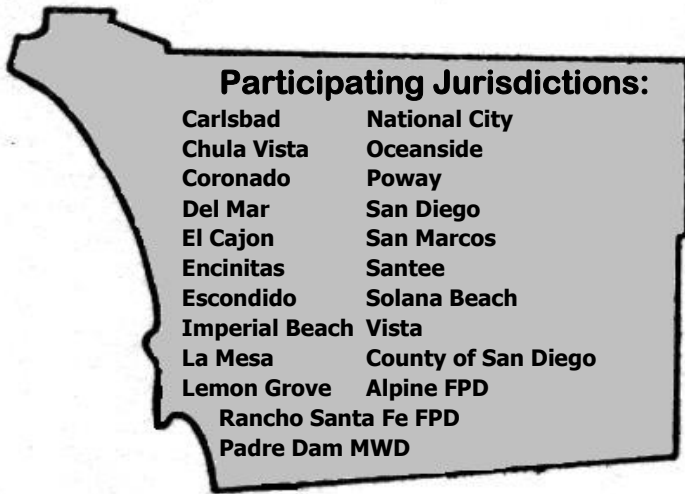 Participating Jurisdictions:
Carlsbad National City
Chula Vista Oceanside
Coronado Poway
Del Mar San Diego
El Cajon San Marcos
Encinitas Santee
Escondido Solana Beach
Imperial Beach Vista
La Mesa County of San Diego
Lemon Grove Alpine FPD
Rancho Santa Fe FPD
Padre Dam MWD